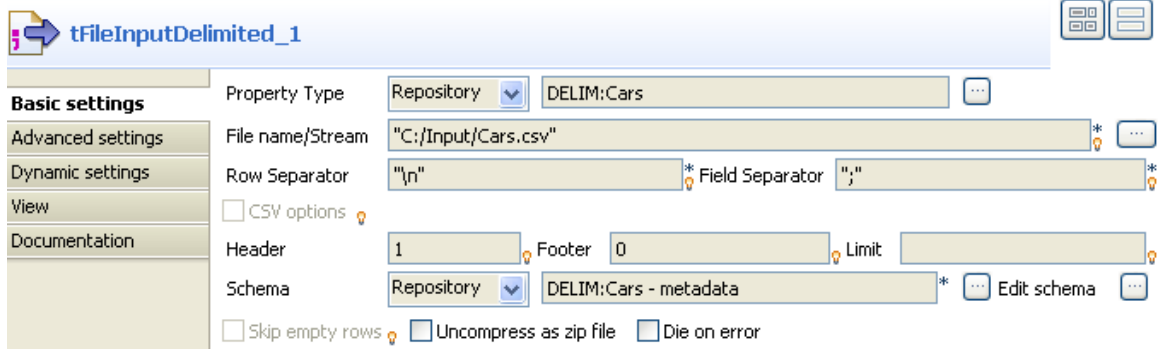 tFileInputDelimited_1
Basic settings
Advanced settings
Dynamic settings
View
Documentation
Property Type Repository DELIM:Cars ...
File name/Stream "C:/Input/Cars.csv" * ...
Row Separator "\n" * Field Separator ";" *
CSV options
Header 1 Footer 0 Limit
Schema Repository DELIM:Cars - metadata * ... Edit schema ...
Skip empty rows Uncompress as zip file Die on error